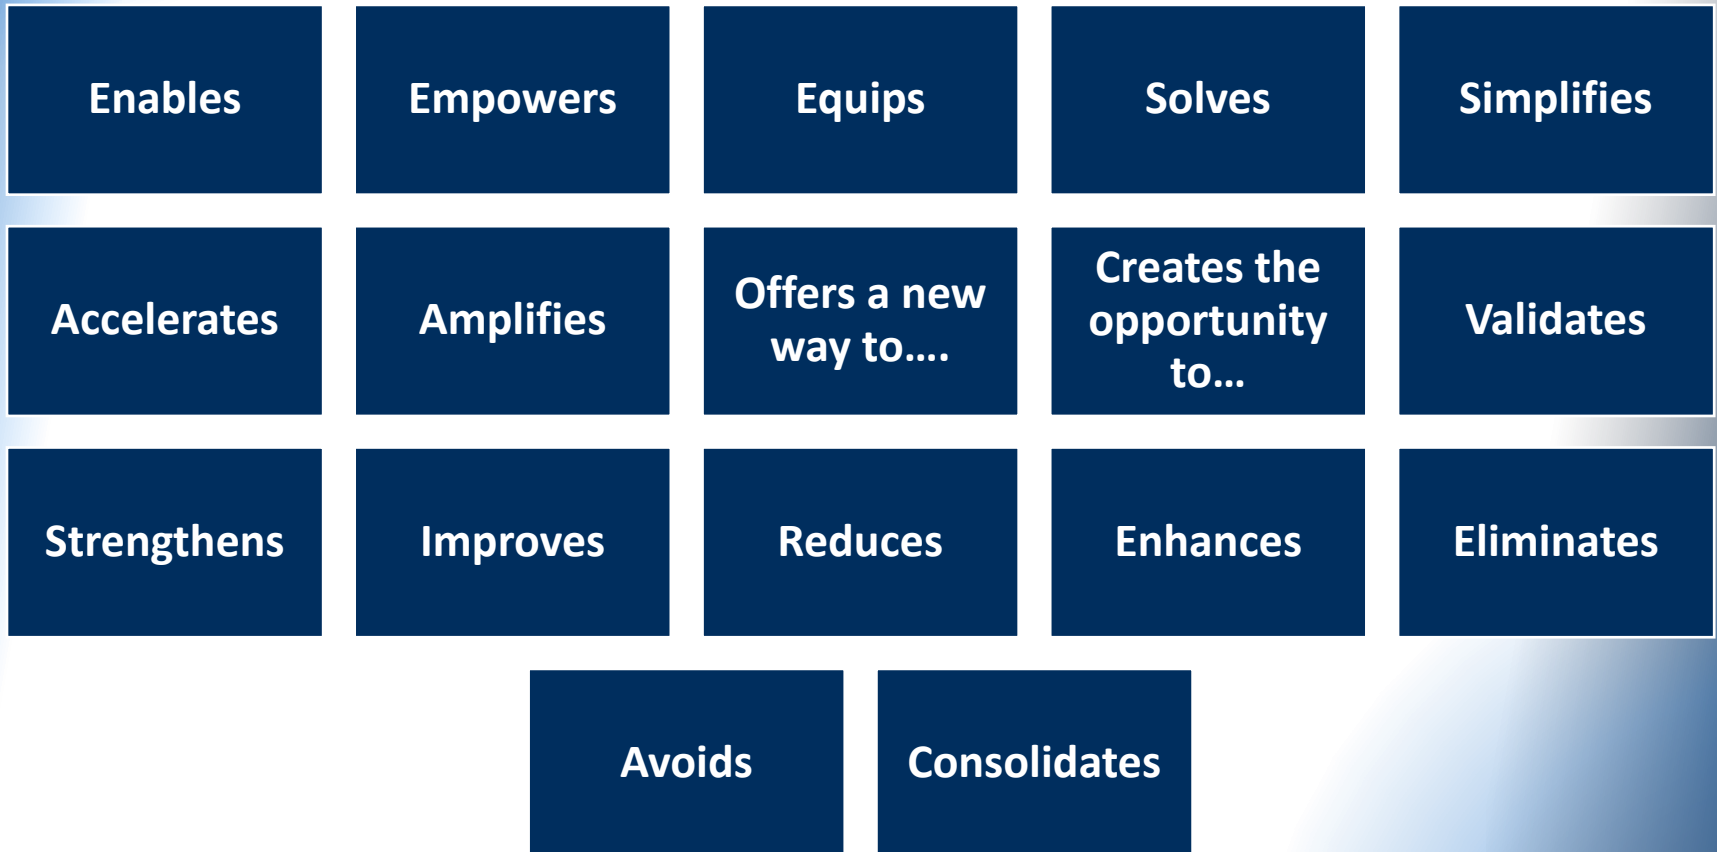 Enables
Empowers
Equips
Solves
Simplifies
Accelerates
Amplifies
Offers a new
way to....
Creates the
opportunity
to...
Validates
Strengthens
Improves
Reduces
Enhances
Eliminates
Avoids
Consolidates